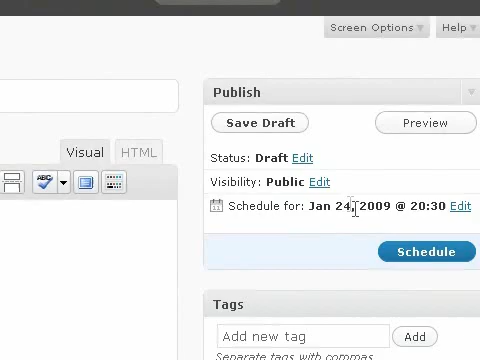 Screen Options
Help
Publish
Save Draft
Preview
Status: Draft Edit
Visual
HTML
Visibility: Public Edit
ABC
Schedule for: Jan 24, 2009 @ 20:30 Edit
Schedule
Tags
Add new tag
Add
Separate tags with commas